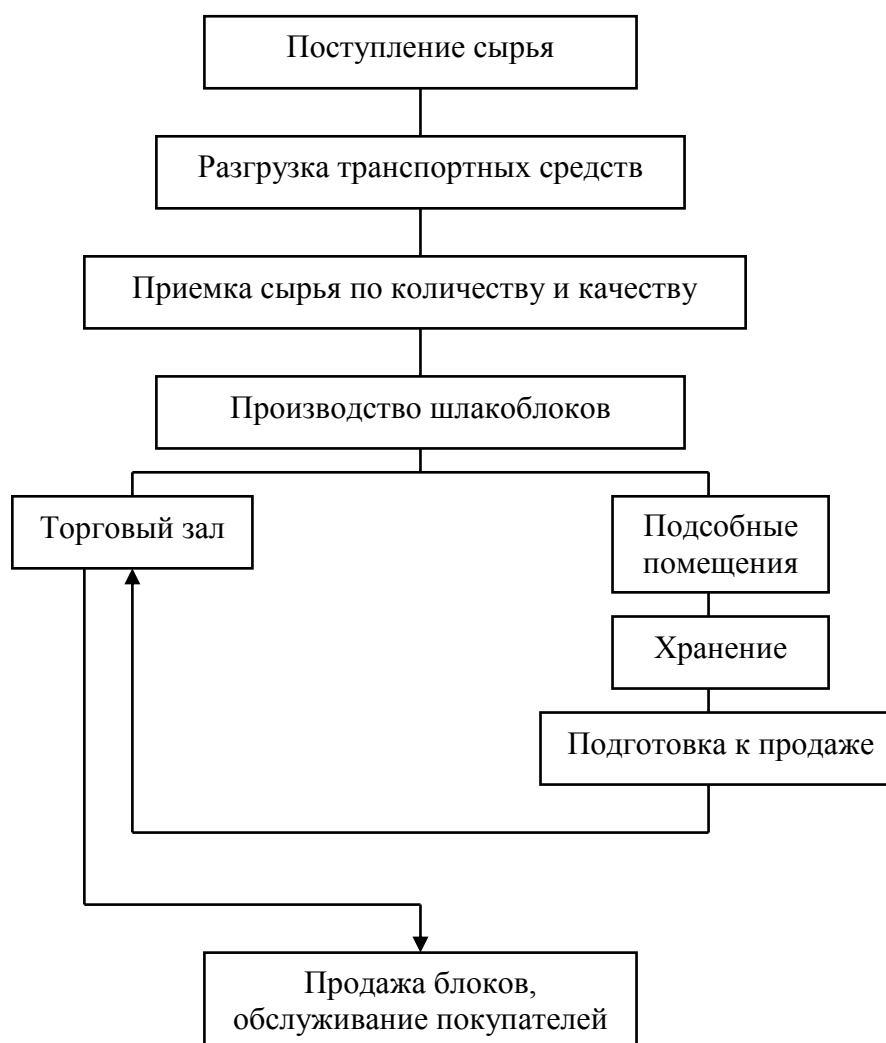 Поступление сырья
Разгрузка транспортных средств
Приемка сырья по количеству и качеству
Производство шлакоблоков
Торговый зал
Подсобные
помещения
Хранение
Подготовка к продаже
Продажа блоков,
обслуживание покупателей